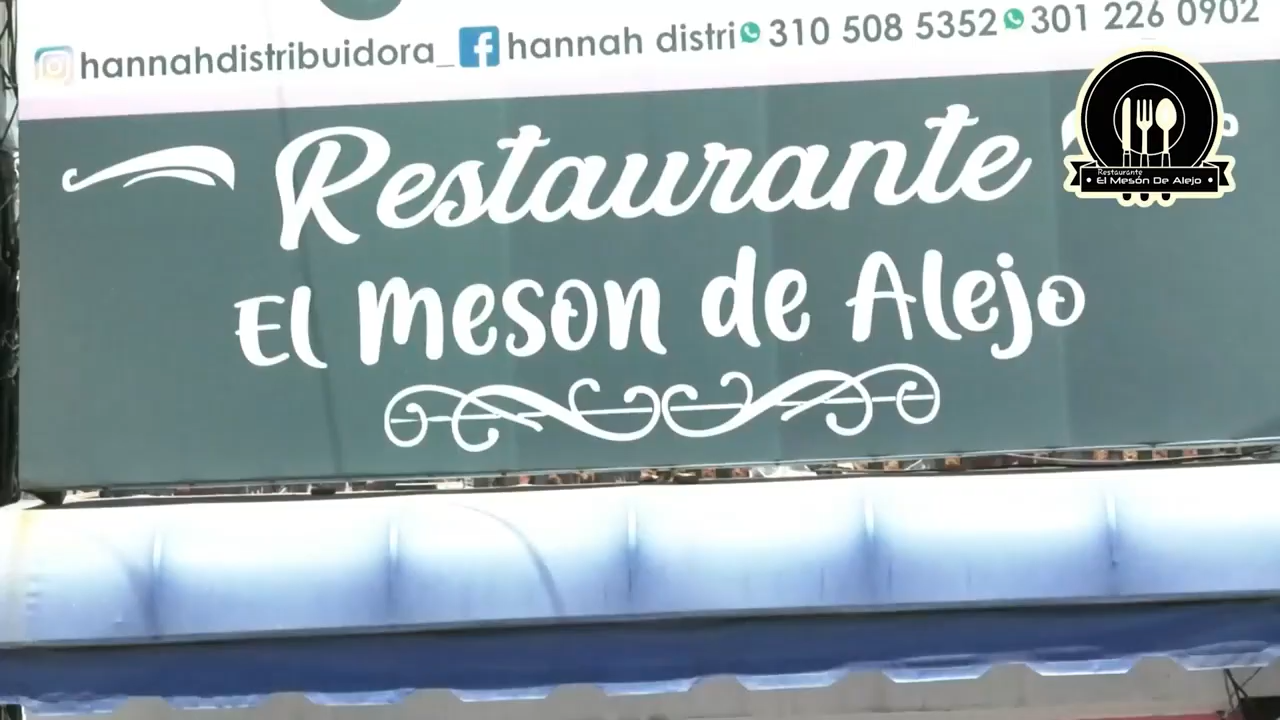 hannahdistribuidora_ hannah distri 310 508 5352 301 226 0902
Restaurante
El meson de Alejo
Restaurante
El Mesón De Alejo